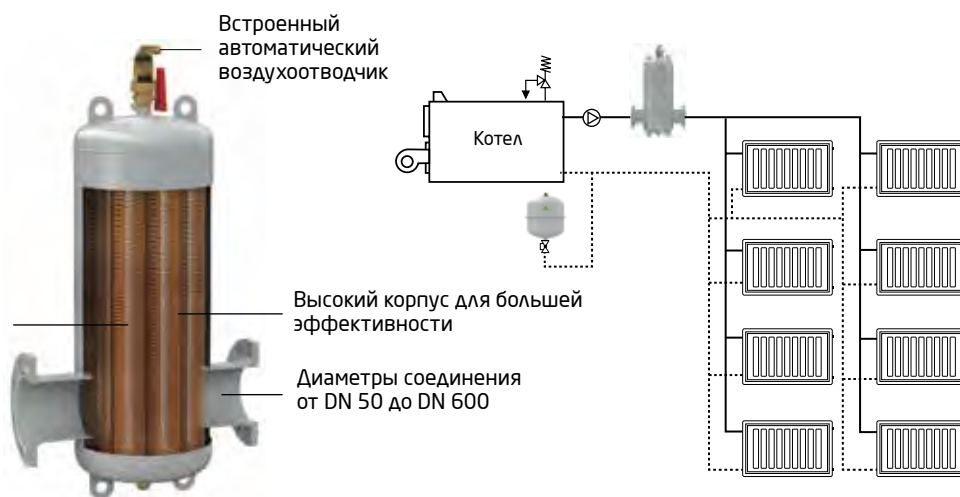 Встроенный
автоматический
воздухоотводчик
Котел
Высокий корпус для большей
эффективности
Диаметры соединения
от DN 50 до DN 600